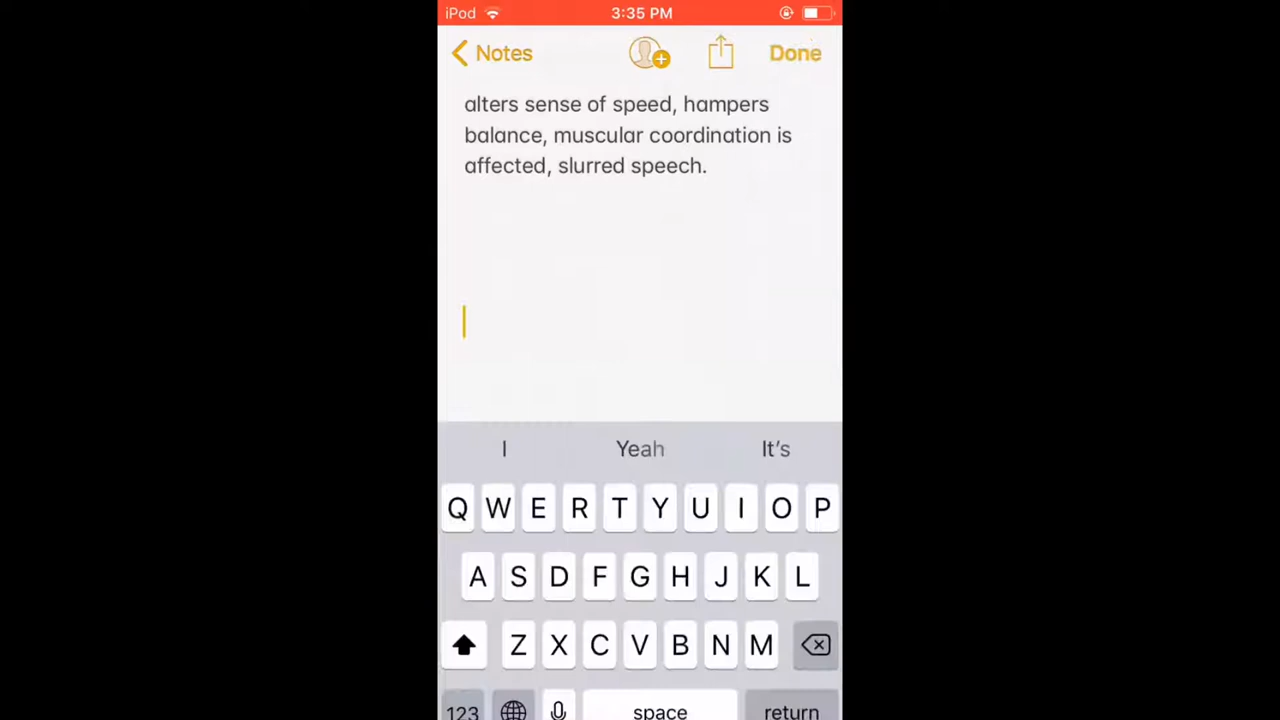 iPod 3:35 PM
Notes Done
alters sense of speed, hampers
balance, muscular coordination is
affected, slurred speech.
I Yeah It's
Q W E R T Y U I O P
A S D F G H J K L
Z X C V B N M
123 space return